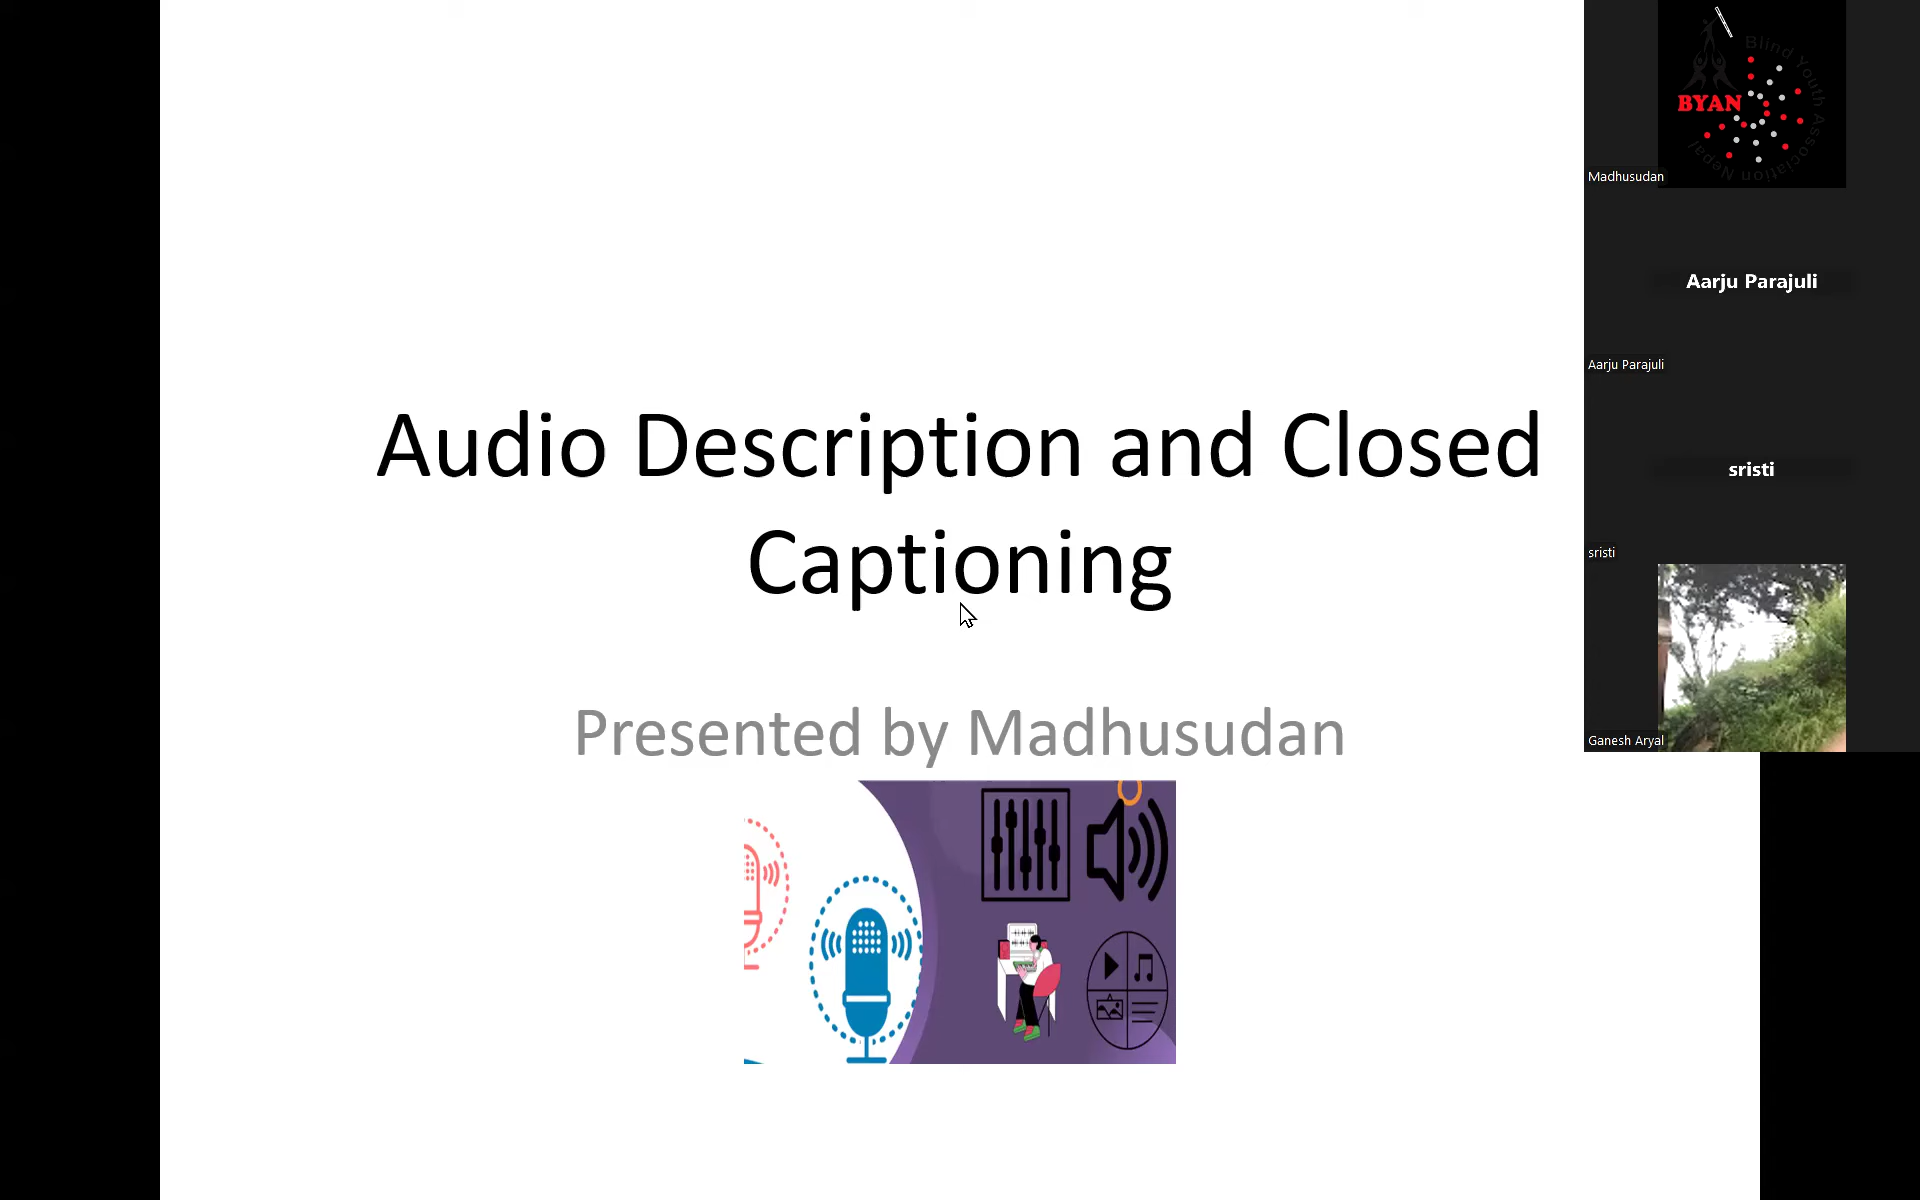 Audio Description and Closed
Captioning
Presented by Madhusudan
BYAN
Blind Youth Association Nepal
Madhusudan
Aarju Parajuli
Aarju Parajuli
sristi
sristi
Ganesh Aryal